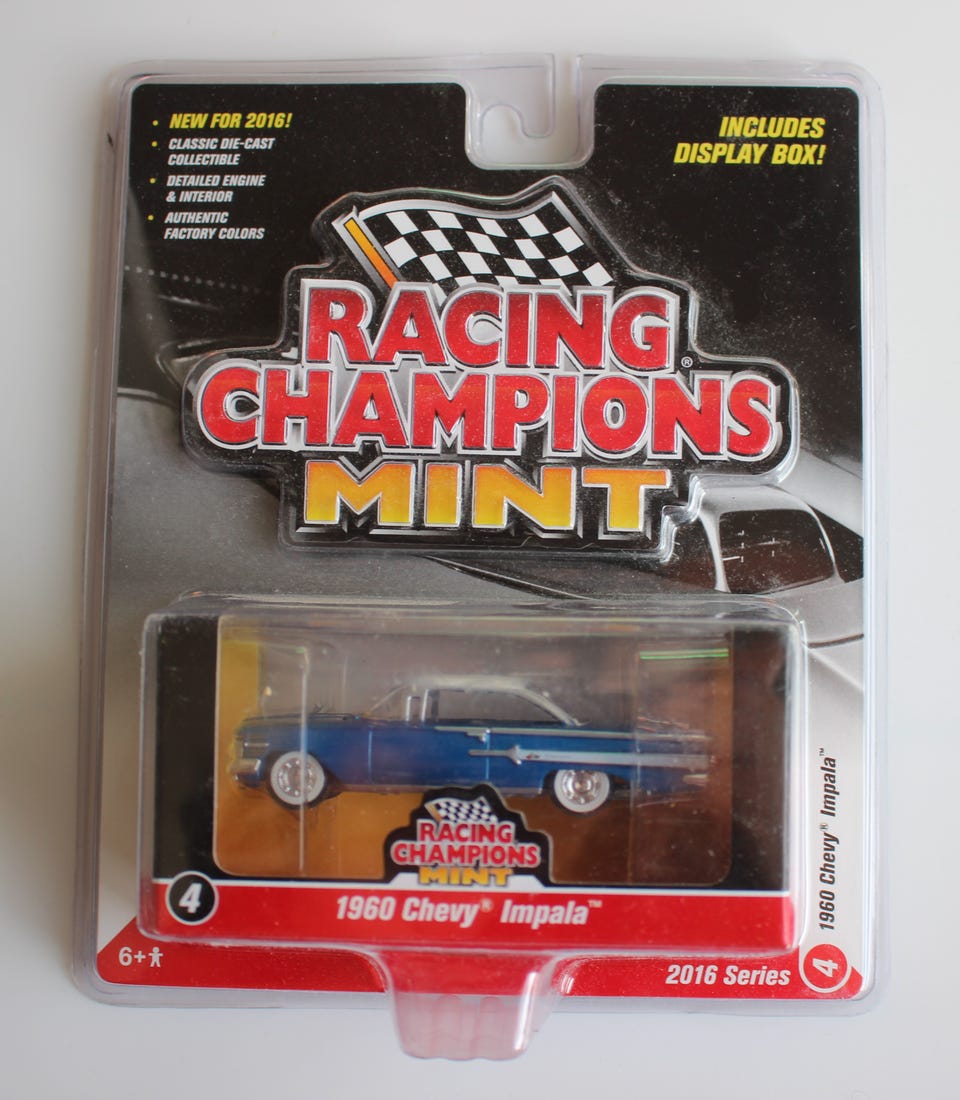 • NEW FOR 2016!
• CLASSIC DIE-CAST
COLLECTIBLE
• DETAILED ENGINE
& INTERIOR
• AUTHENTIC
FACTORY COLORS
INCLUDES
DISPLAY BOX!
RACING
CHAMPIONS®
MINT
RACING
CHAMPIONS
MINT
4
1960 Chevy® Impala™
6+
2016 Series
4
1960 Chevy® Impala™